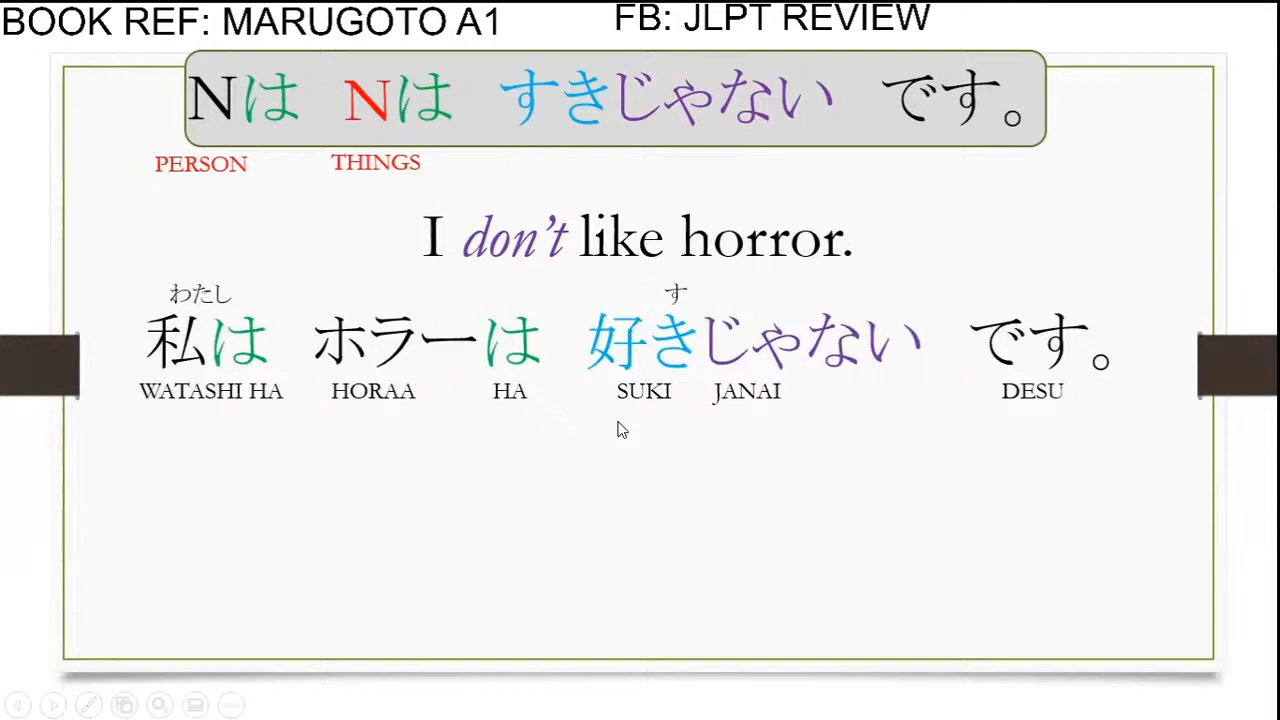 BOOK REF: MARUGOTO A1 FB: JLPT REVIEW
Nは Nは すきじゃない です。
PERSON THINGS
I don't like horror.
わたし す
私は ホラーは 好きじゃない です。
WATASHI HA HORAA HA SUKI JANAI DESU